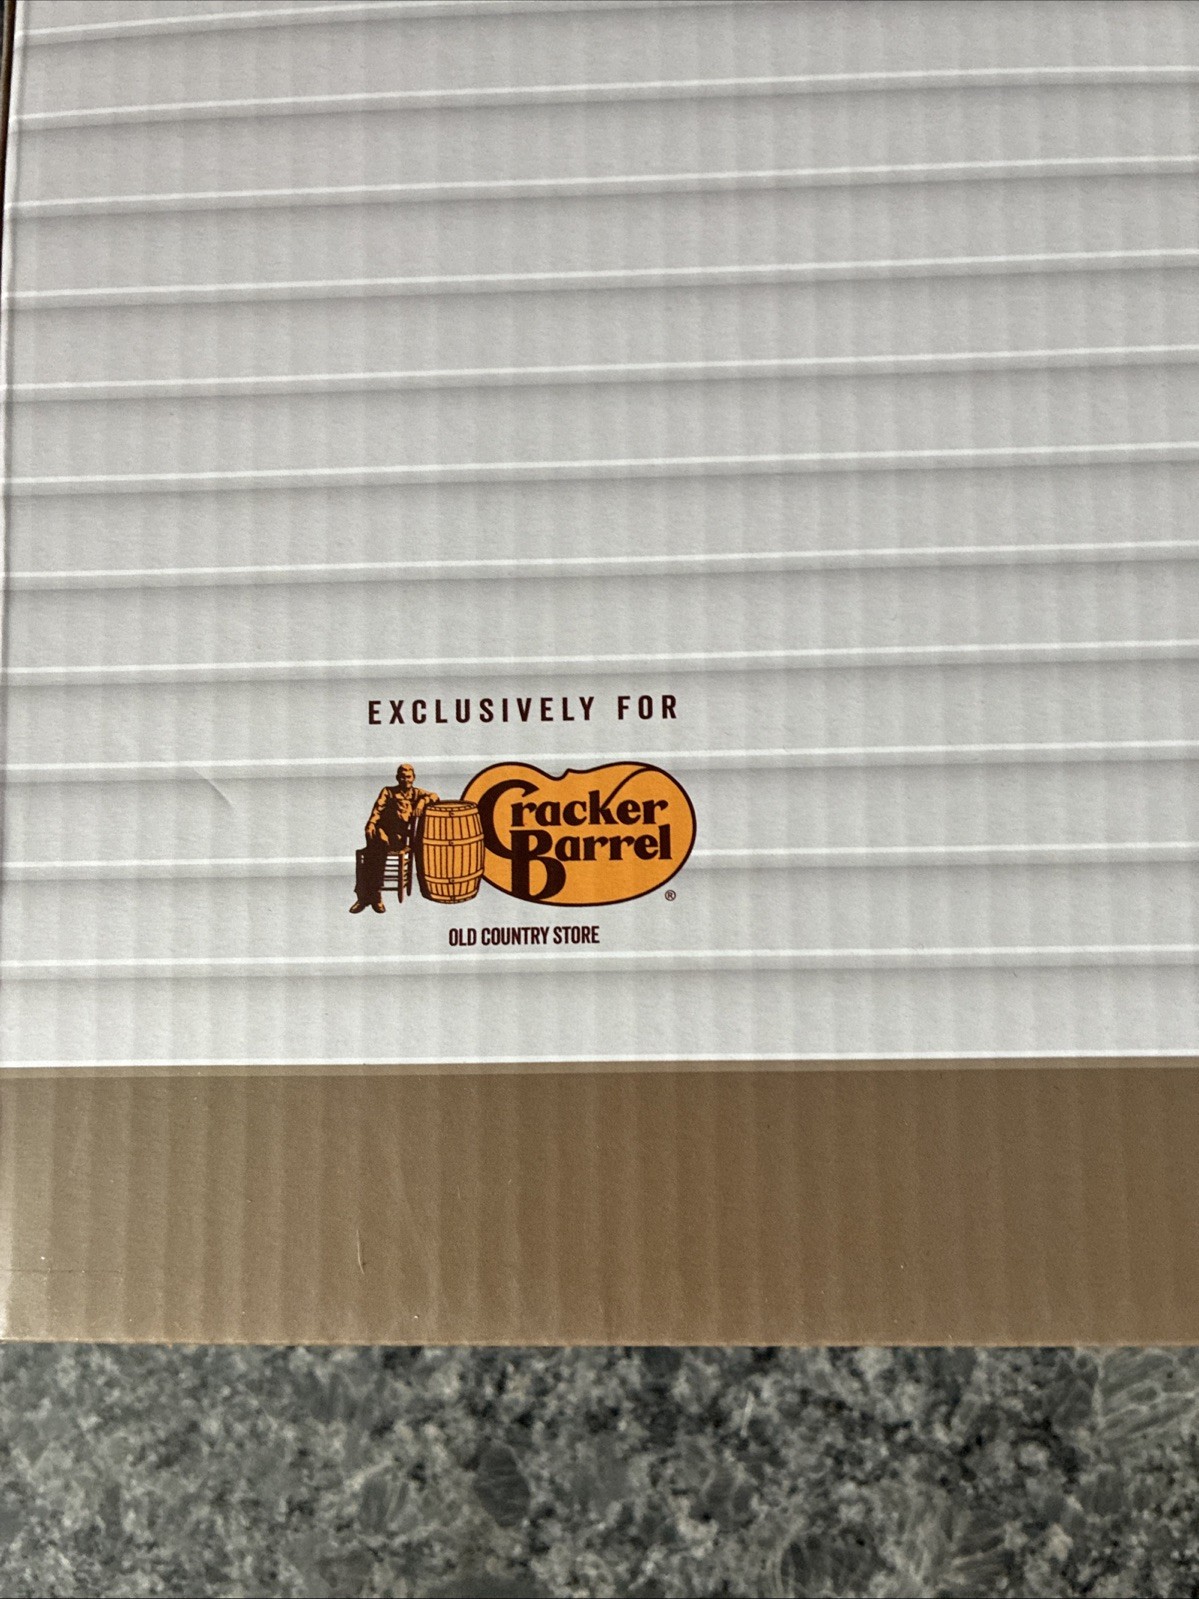 EXCLUSIVELY FOR
Cracker
Barrel
®
OLD COUNTRY STORE